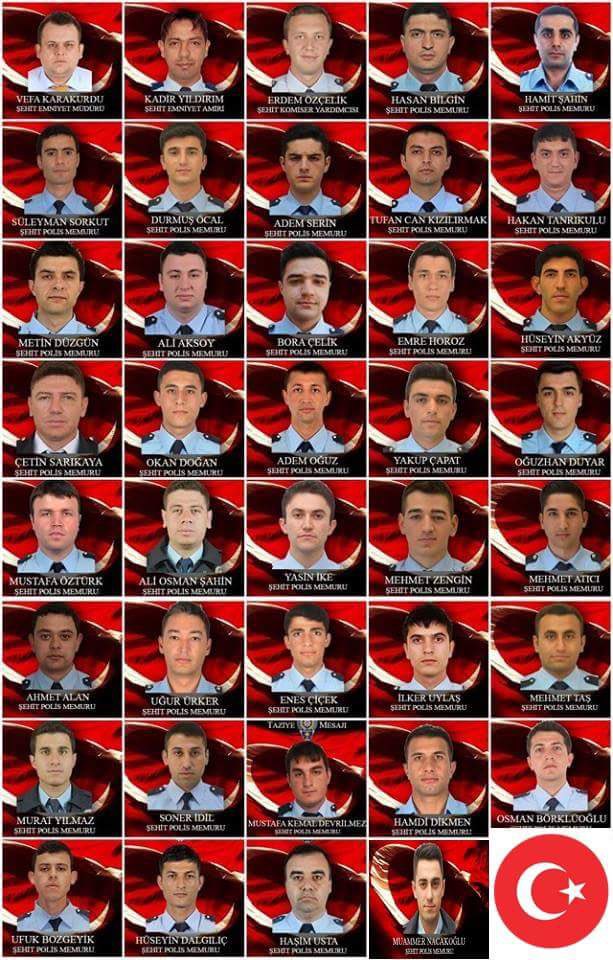 VEFA KARAKURDU
ŞEHİT EMNİYET MÜDÜRÜ
KADİR YILDIRIM
ŞEHİT EMNİYET AMİRİ
ERDEM ÖZÇELİK
ŞEHİT KOMİSER YARDIMCISI
HASAN BİLGİN
ŞEHİT POLİS MEMURU
HAMİT ŞAHİN
ŞEHİT POLİS MEMURU
SÜLEYMAN SORKUT
ŞEHİT POLİS MEMURU
DURMUŞ ÖCAL
ŞEHİT POLİS MEMURU
ADEM SERİN
ŞEHİT POLİS MEMURU
TUFAN CAN KIZILIRMAK
ŞEHİT POLİS MEMURU
HAKAN TANRIKULU
ŞEHİT POLİS MEMURU
METİN DÜZGÜN
ŞEHİT POLİS MEMURU
ALİ AKSOY
ŞEHİT POLİS MEMURU
BORA ÇELİK
ŞEHİT POLİS MEMURU
EMRE HOROZ
ŞEHİT POLİS MEMURU
HÜSEYİN AKYÜZ
ŞEHİT POLİS MEMURU
ÇETİN SARIKAYA
ŞEHİT POLİS MEMURU
OKAN DOĞAN
ŞEHİT POLİS MEMURU
ADEM OĞUZ
ŞEHİT POLİS MEMURU
YAKUP ÇAPAT
ŞEHİT POLİS MEMURU
OĞUZHAN DUYAR
ŞEHİT POLİS MEMURU
MUSTAFA ÖZTÜRK
ŞEHİT POLİS MEMURU
ALİ OSMAN ŞAHİN
ŞEHİT POLİS MEMURU
YASİN İKE
ŞEHİT POLİS MEMURU
MEHMET ZENGİN
ŞEHİT POLİS MEMURU
MEHMET ATICI
ŞEHİT POLİS MEMURU
AHMET ALAN
ŞEHİT POLİS MEMURU
UĞUR ÜRKER
ŞEHİT POLİS MEMURU
ENES ÇİÇEK
ŞEHİT POLİS MEMURU
İLKER UYLAŞ
ŞEHİT POLİS MEMURU
MEHMET TAŞ
ŞEHİT POLİS MEMURU
MURAT YILMAZ
ŞEHİT POLİS MEMURU
SONER İDİL
ŞEHİT POLİS MEMURU
TAZİYE MESAJI
MUSTAFA KEMAL DEVRİLMEZ
ŞEHİT POLİS MEMURU
HAMDİ DİKMEN
ŞEHİT POLİS MEMURU
OSMAN BÖRKLÜOĞLU
ŞEHİT POLİS MEMURU
UFUK BOZGEYİK
ŞEHİT POLİS MEMURU
HÜSEYİN DALGILIÇ
ŞEHİT POLİS MEMURU
HAŞİM USTA
ŞEHİT POLİS MEMURU
MUAMMER NACAKOĞLU
ŞEHİT POLİS MEMURU